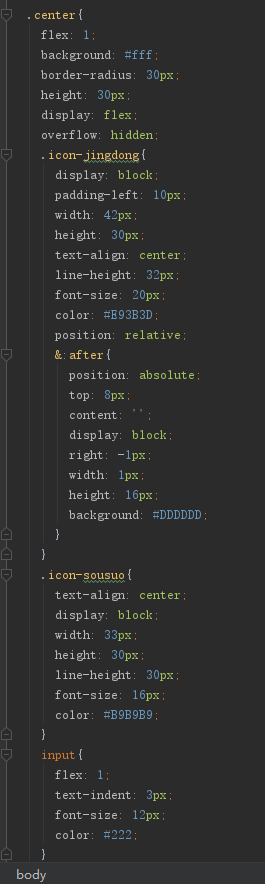 .center{
flex: 1;
background: #fff;
border-radius: 30px;
height: 30px;
display: flex;
overflow: hidden;
.icon-jingdong{
display: block;
padding-left: 10px;
width: 42px;
height: 30px;
text-align: center;
line-height: 32px;
font-size: 20px;
color: #E93B3D;
position: relative;
&:after{
position: absolute;
top: 8px;
content: '';
display: block;
right: -1px;
width: 1px;
height: 16px;
background: #DDDDDD;
}
}
.icon-sousuo{
text-align: center;
display: block;
width: 33px;
height: 30px;
line-height: 30px;
font-size: 16px;
color: #B9B9B9;
}
input{
flex: 1;
text-indent: 3px;
font-size: 12px;
color: #222;
}
body